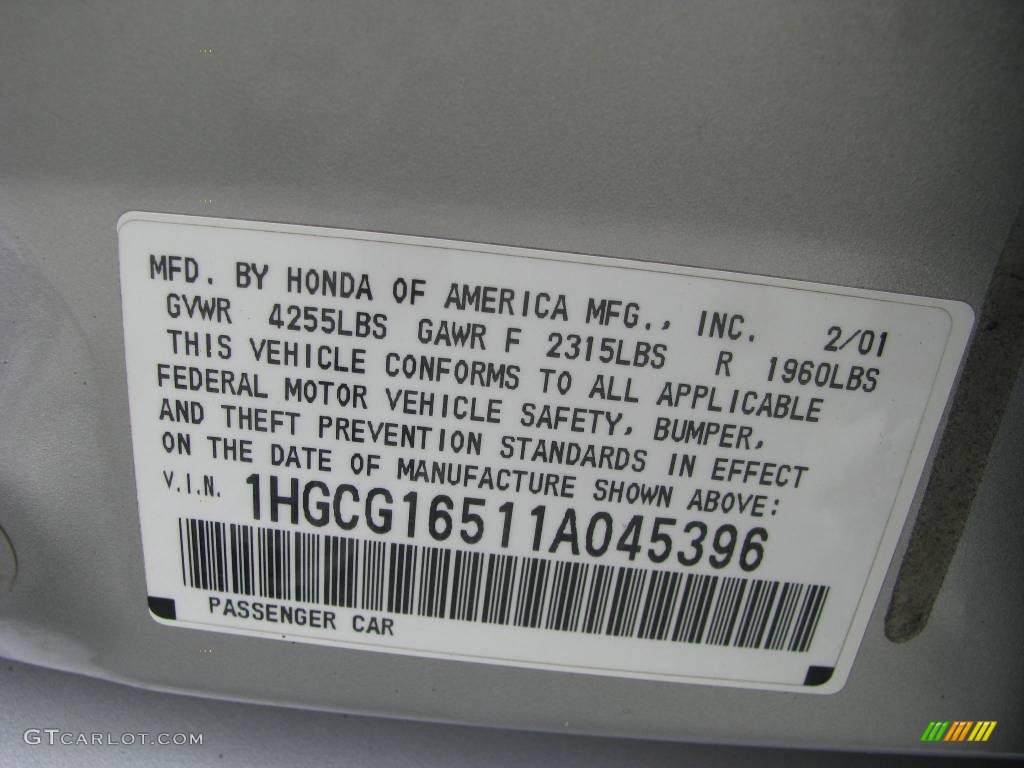 MFD. BY HONDA OF AMERICA MFG., INC. 2/01
GVWR 4255LBS GAWR F 2315LBS R 1960LBS
THIS VEHICLE CONFORMS TO ALL APPLICABLE
FEDERAL MOTOR VEHICLE SAFETY, BUMPER,
AND THEFT PREVENTION STANDARDS IN EFFECT
ON THE DATE OF MANUFACTURE SHOWN ABOVE:
V.I.N. 1HGCG16511A045396
PASSENGER CAR
GTCARLOT.COM